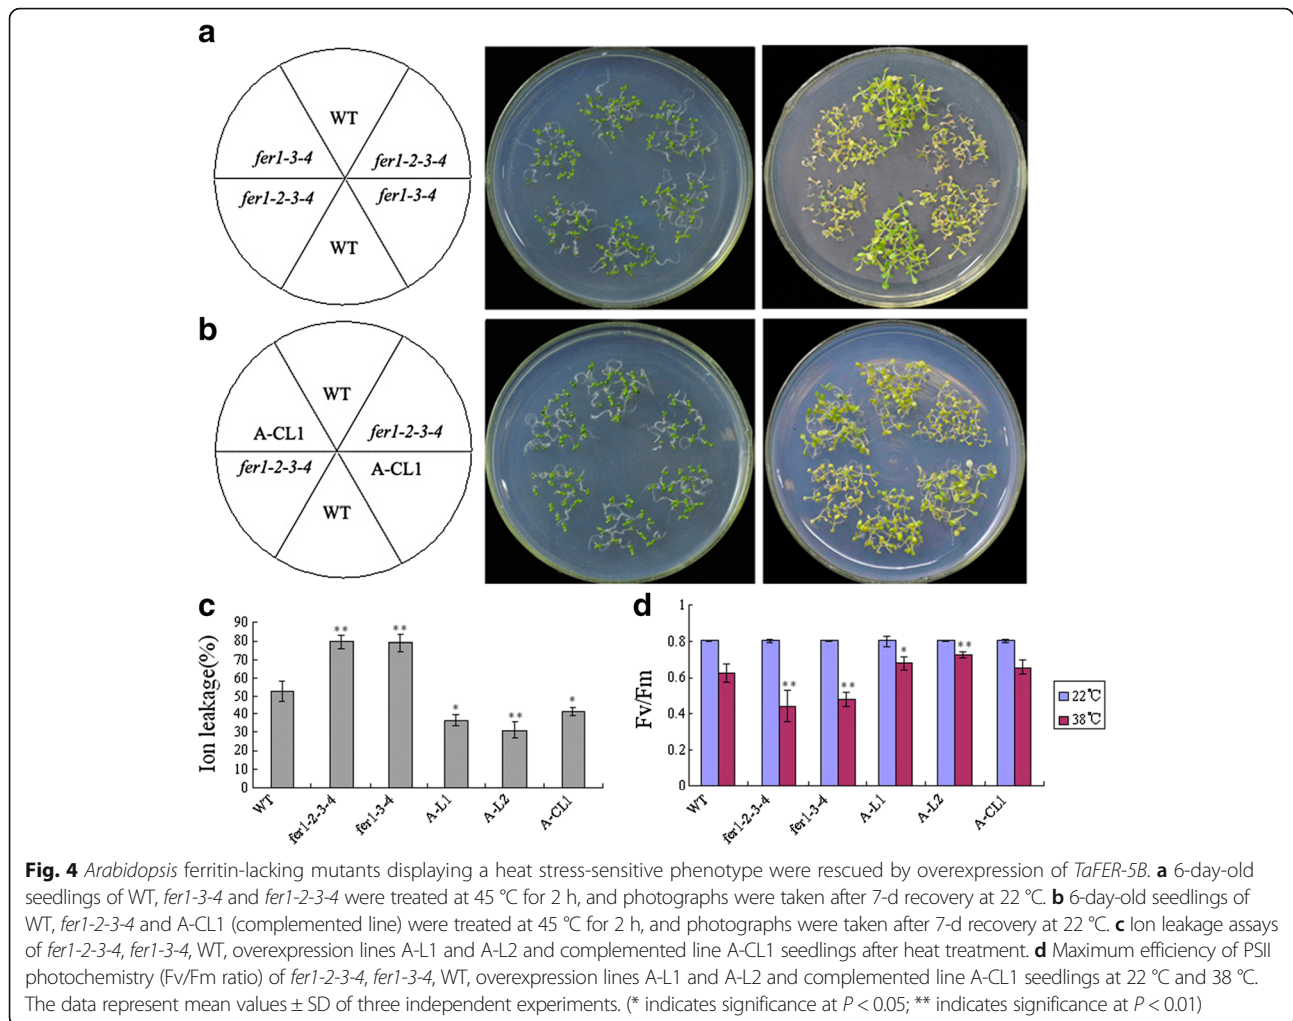 a
WT
fer1-3-4
fer1-2-3-4
fer1-2-3-4
fer1-3-4
WT
b
WT
A-CL1
fer1-2-3-4
fer1-2-3-4
A-CL1
WT
c
Ion leakage(%)
90
80
70
60
50
40
30
20
10
0
**
**
*
**
*
WT
fer1-2-3-4
fer1-3-4
A-L1
A-L2
A-CL1
d
Fv/Fm
1
0.8
0.6
0.4
0.2
0
**
**
*
**
WT
fer1-2-3-4
fer1-3-4
A-L1
A-L2
A-CL1
22℃
38℃
Fig. 4 Arabidopsis ferritin-lacking mutants displaying a heat stress-sensitive phenotype were rescued by overexpression of TaFER-5B. a 6-day-old
seedlings of WT, fer1-3-4 and fer1-2-3-4 were treated at 45 °C for 2 h, and photographs were taken after 7-d recovery at 22 °C. b 6-day-old seedlings of
WT, fer1-2-3-4 and A-CL1 (complemented line) were treated at 45 °C for 2 h, and photographs were taken after 7-d recovery at 22 °C. c Ion leakage assays
of fer1-2-3-4, fer1-3-4, WT, overexpression lines A-L1 and A-L2 and complemented line A-CL1 seedlings after heat treatment. d Maximum efficiency of PSII
photochemistry (Fv/Fm ratio) of fer1-2-3-4, fer1-3-4, WT, overexpression lines A-L1 and A-L2 and complemented line A-CL1 seedlings at 22 °C and 38 °C.
The data represent mean values ± SD of three independent experiments. (* indicates significance at P < 0.05; ** indicates significance at P < 0.01)